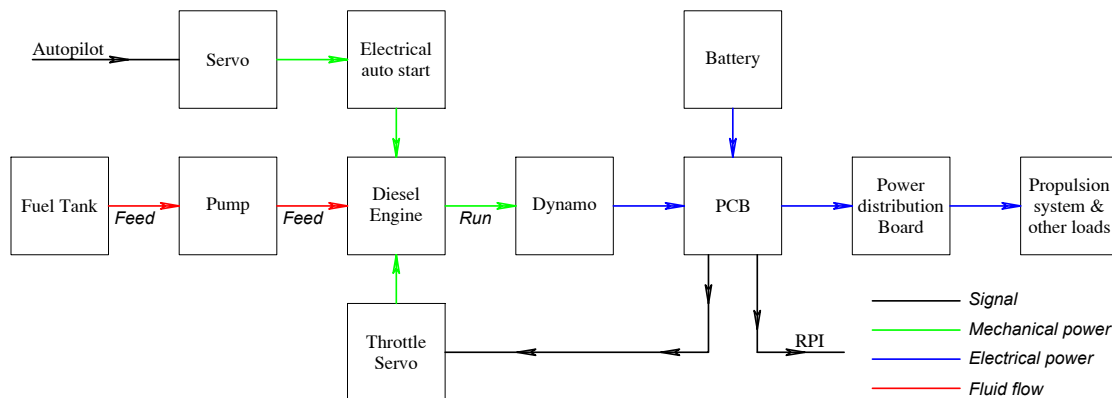 Autopilot
Servo
Electrical
auto start
Battery
Fuel Tank
Feed
Pump
Feed
Diesel
Engine
Run
Dynamo
PCB
Power
distribution
Board
Propulsion
system &
other loads
Throttle
Servo
RPI
Signal
Mechanical power
Electrical power
Fluid flow